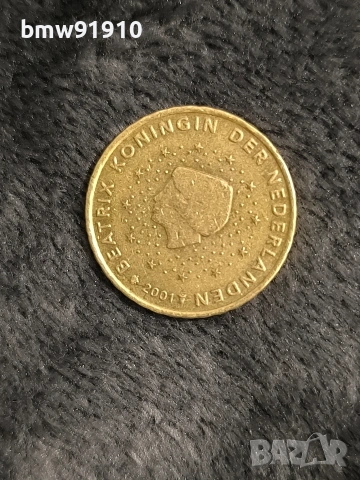 bmw91910
BEATRIX KONINGIN DER NEDERLANDEN
2001
BAZAR